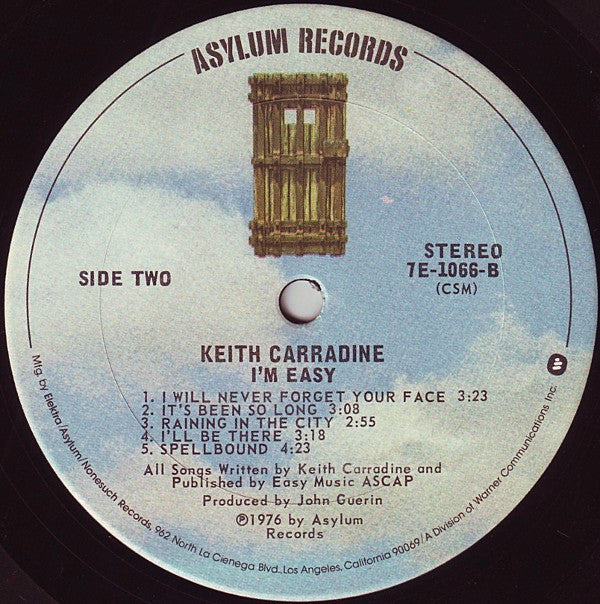 ASYLUM RECORDS
SIDE TWO
STEREO
7E-1066-B
(CSM)
KEITH CARRADINE
I'M EASY
1. I WILL NEVER FORGET YOUR FACE 3:23
2. IT'S BEEN SO LONG 3:08
3. RAINING IN THE CITY 2:55
4. I'LL BE THERE 3:18
5. SPELLBOUND 4:23
All Songs Written by Keith Carradine and
Published by Easy Music ASCAP
Produced by John Guerin
℗1976 by Asylum
Records
Mfg. by Elektra/Asylum/Nonesuch Records, 962 North La Cienega Blvd., Los Angeles, California 90069/A Division of Warner Communications Inc.